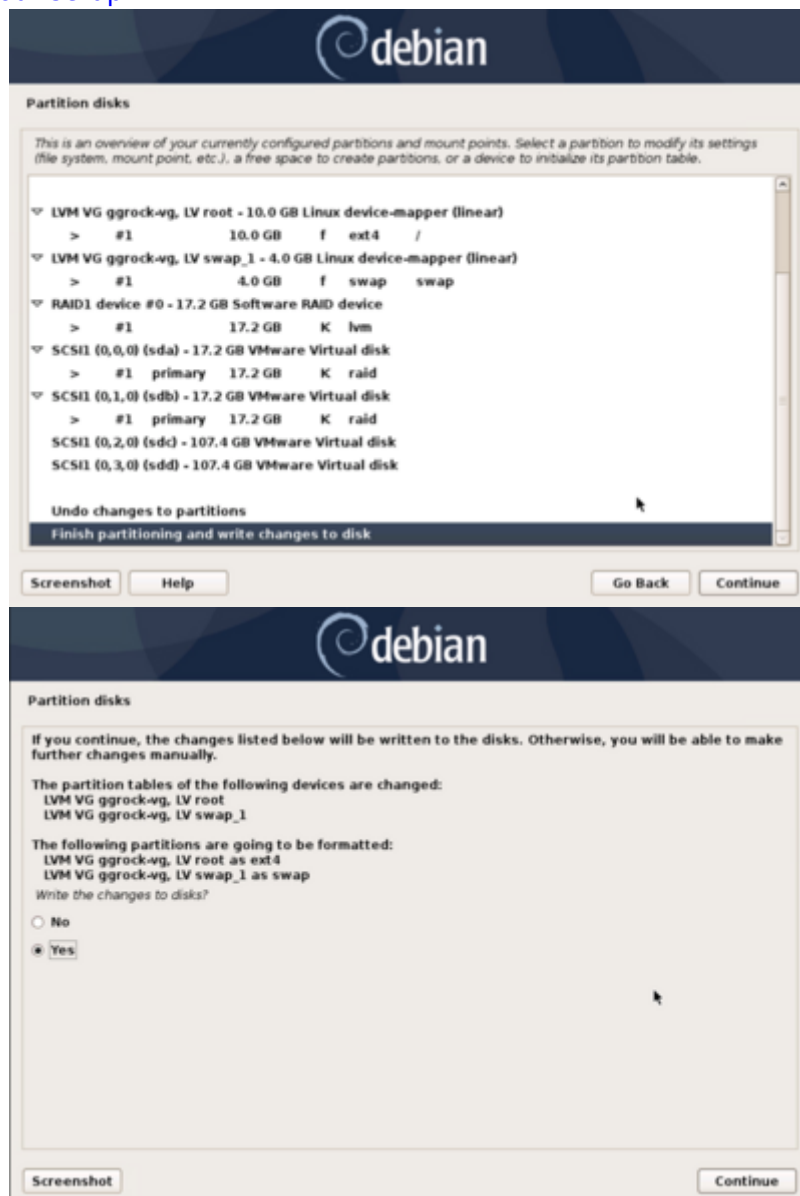 debian
Partition disks
This is an overview of your currently configured partitions and mount points. Select a partition to modify its settings
(file system, mount point, etc.), a free space to create partitions, or a device to initialize its partition table.
LVM VG ggrock-vg, LV root - 10.0 GB Linux device-mapper (linear)
> #1 10.0 GB f ext4 /
LVM VG ggrock-vg, LV swap_1 - 4.0 GB Linux device-mapper (linear)
> #1 4.0 GB f swap swap
RAID1 device #0 - 17.2 GB Software RAID device
> #1 17.2 GB K lvm
SCSI1 (0,0,0) (sda) - 17.2 GB VMware Virtual disk
> #1 primary 17.2 GB K raid
SCSI1 (0,1,0) (sdb) - 17.2 GB VMware Virtual disk
> #1 primary 17.2 GB K raid
SCSI1 (0,2,0) (sdc) - 107.4 GB VMware Virtual disk
SCSI1 (0,3,0) (sdd) - 107.4 GB VMware Virtual disk
Undo changes to partitions
Finish partitioning and write changes to disk
Screenshot Help Go Back Continue
debian
Partition disks
If you continue, the changes listed below will be written to the disks. Otherwise, you will be able to make
further changes manually.
The partition tables of the following devices are changed:
LVM VG ggrock-vg, LV root
LVM VG ggrock-vg, LV swap_1
The following partitions are going to be formatted:
LVM VG ggrock-vg, LV root as ext4
LVM VG ggrock-vg, LV swap_1 as swap
Write the changes to disks?
No
Yes
Screenshot Continue